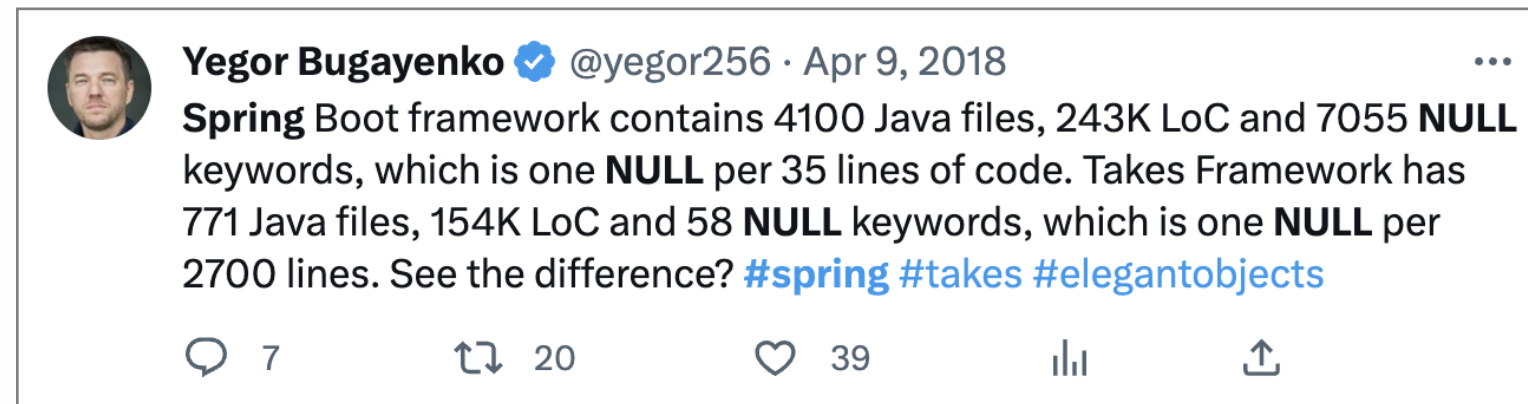 Yegor Bugayenko @yegor256 · Apr 9, 2018
Spring Boot framework contains 4100 Java files, 243K LoC and 7055 NULL
keywords, which is one NULL per 35 lines of code. Takes Framework has
771 Java files, 154K LoC and 58 NULL keywords, which is one NULL per
2700 lines. See the difference? #spring #takes #elegantobjects
7 20 39